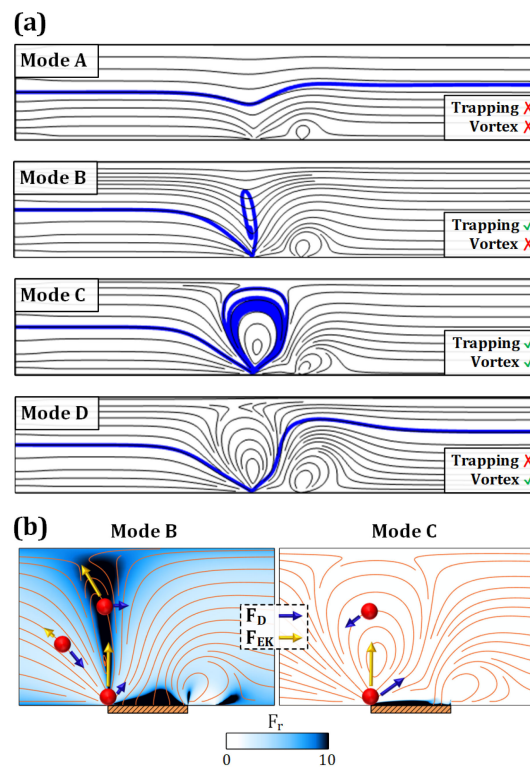 (a)
Mode A
Trapping ✗
Vortex ✗
Mode B
Trapping ✓
Vortex ✗
Mode C
Trapping ✓
Vortex ✓
Mode D
Trapping ✗
Vortex ✓
(b)
Mode B
Mode C
F_D
F_EK
F_r
0
10